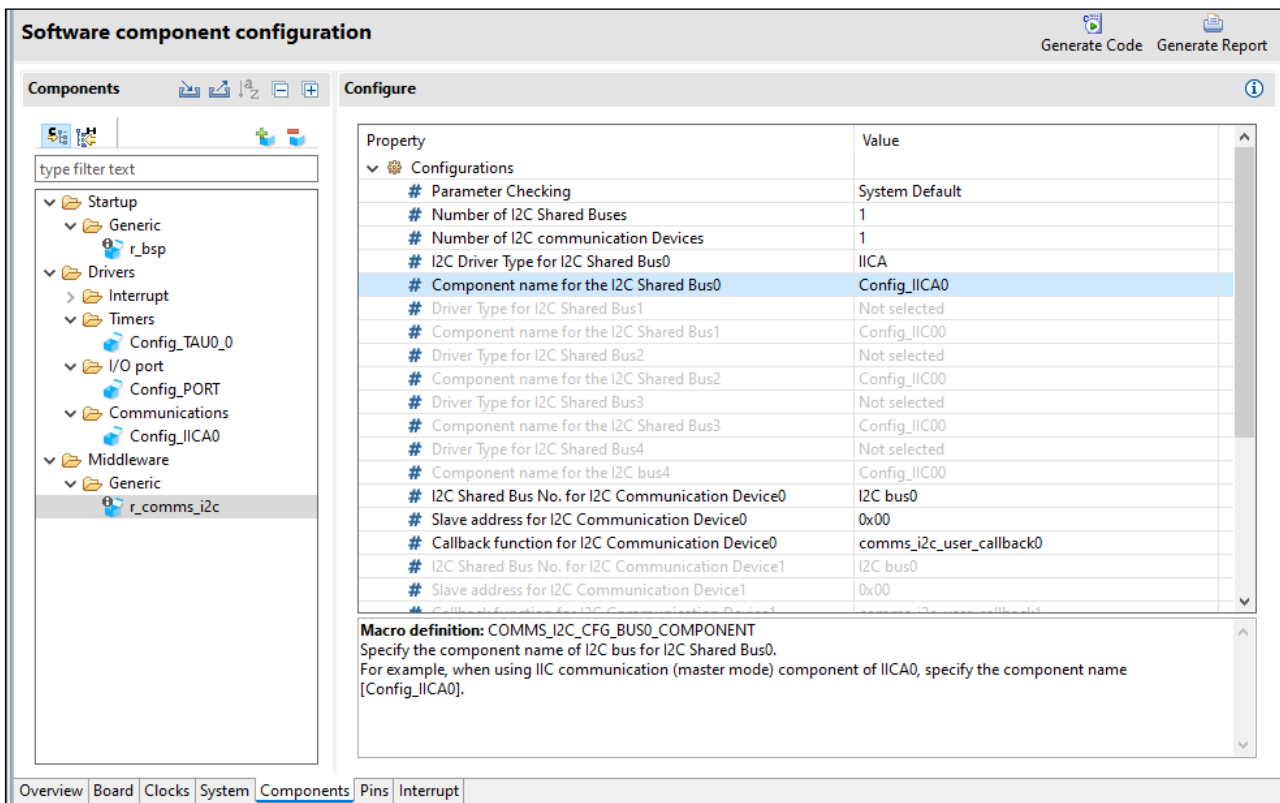 Software component configuration
Generate Code Generate Report
Components
Configure
type filter text
Startup
Generic
r_bsp
Drivers
Interrupt
Timers
Config_TAU0_0
I/O port
Config_PORT
Communications
Config_IICA0
Middleware
Generic
r_comms_i2c
Property Value
Configurations
# Parameter Checking System Default
# Number of I2C Shared Buses 1
# Number of I2C communication Devices 1
# I2C Driver Type for I2C Shared Bus0 IICA
# Component name for the I2C Shared Bus0 Config_IICA0
# Driver Type for I2C Shared Bus1 Not selected
# Component name for the I2C Shared Bus1 Config_IIC00
# Driver Type for I2C Shared Bus2 Not selected
# Component name for the I2C Shared Bus2 Config_IIC00
# Driver Type for I2C Shared Bus3 Not selected
# Component name for the I2C Shared Bus3 Config_IIC00
# Driver Type for I2C Shared Bus4 Not selected
# Component name for the I2C bus4 Config_IIC00
# I2C Shared Bus No. for I2C Communication Device0 I2C bus0
# Slave address for I2C Communication Device0 0x00
# Callback function for I2C Communication Device0 comms_i2c_user_callback0
# I2C Shared Bus No. for I2C Communication Device1 I2C bus0
# Slave address for I2C Communication Device1 0x00
# Callback function for I2C Communication Device1 comms_i2c_user_callback1
Macro definition: COMMS_I2C_CFG_BUS0_COMPONENT
Specify the component name of I2C bus for I2C Shared Bus0.
For example, when using IIC communication (master mode) component of IICA0, specify the component name
[Config_IICA0].
Overview Board Clocks System Components Pins Interrupt